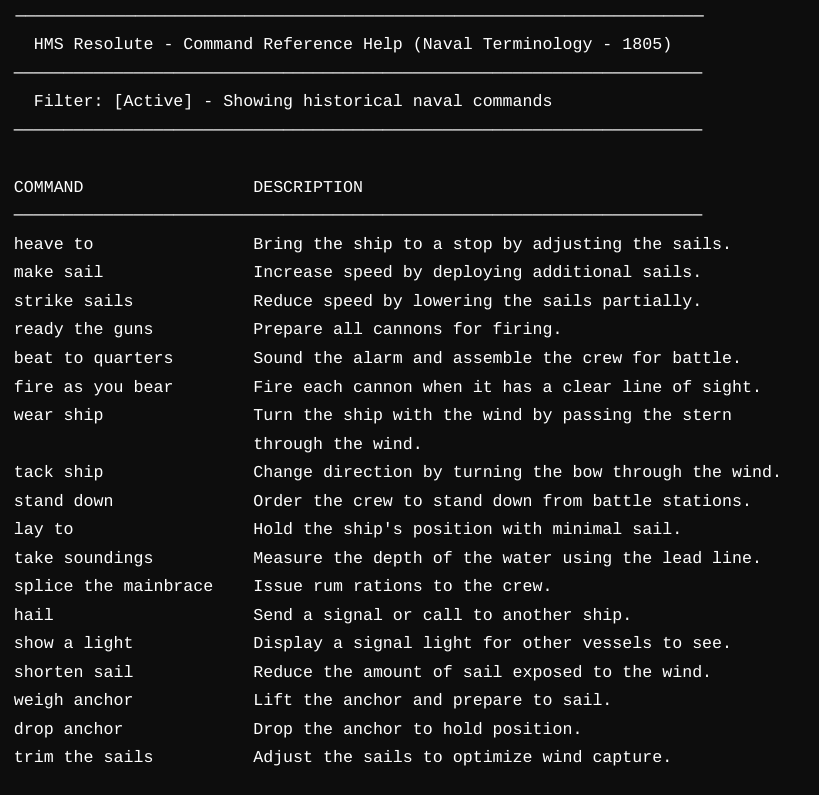 HMS Resolute - Command Reference Help (Naval Terminology - 1805)
Filter: [Active] - Showing historical naval commands
COMMAND DESCRIPTION
heave to Bring the ship to a stop by adjusting the sails.
make sail Increase speed by deploying additional sails.
strike sails Reduce speed by lowering the sails partially.
ready the guns Prepare all cannons for firing.
beat to quarters Sound the alarm and assemble the crew for battle.
fire as you bear Fire each cannon when it has a clear line of sight.
wear ship Turn the ship with the wind by passing the stern
through the wind.
tack ship Change direction by turning the bow through the wind.
stand down Order the crew to stand down from battle stations.
lay to Hold the ship's position with minimal sail.
take soundings Measure the depth of the water using the lead line.
splice the mainbrace Issue rum rations to the crew.
hail Send a signal or call to another ship.
show a light Display a signal light for other vessels to see.
shorten sail Reduce the amount of sail exposed to the wind.
weigh anchor Lift the anchor and prepare to sail.
drop anchor Drop the anchor to hold position.
trim the sails Adjust the sails to optimize wind capture.